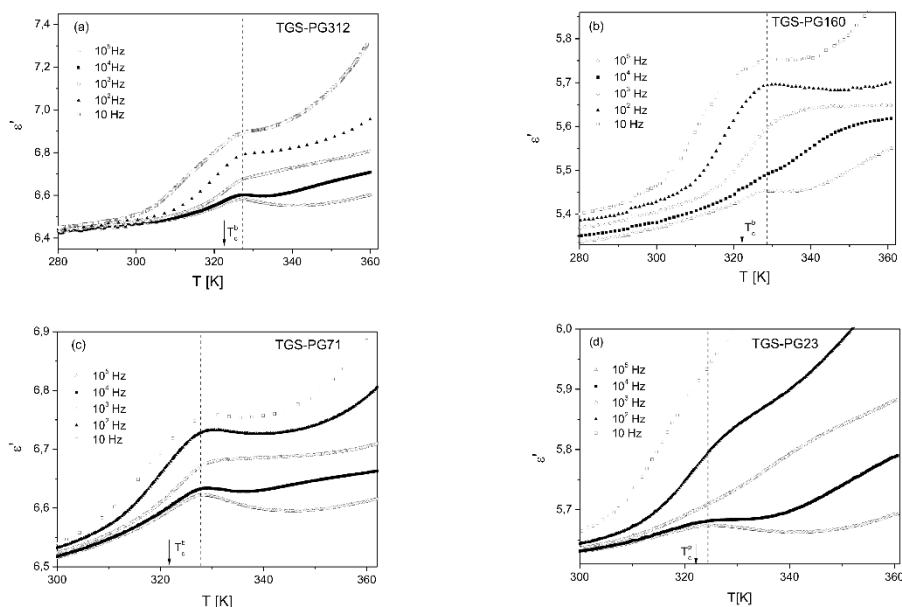 (a) TGS-PG312
7,4
7,2
7,0
6,8
6,6
6,4
ε'
10⁵Hz
10⁴Hz
10³Hz
10²Hz
10 Hz
T_c^b
280 300 320 340 360
T [K]
(b) TGS-PG160
5,8
5,7
5,6
5,5
5,4
ε'
10⁵ Hz
10⁴ Hz
10³ Hz
10² Hz
10 Hz
T_c^b
280 300 320 340 360
T [K]
(c) TGS-PG71
6,9
6,8
6,7
6,6
6,5
ε'
10⁵ Hz
10⁴ Hz
10³ Hz
10² Hz
10 Hz
300 320 340 360
T [K]
(d) TGS-PG23
6,0
5,9
5,8
5,7
ε'
10⁵ Hz
10⁴ Hz
10³ Hz
10² Hz
10 Hz
300 320 340 360
T[K]